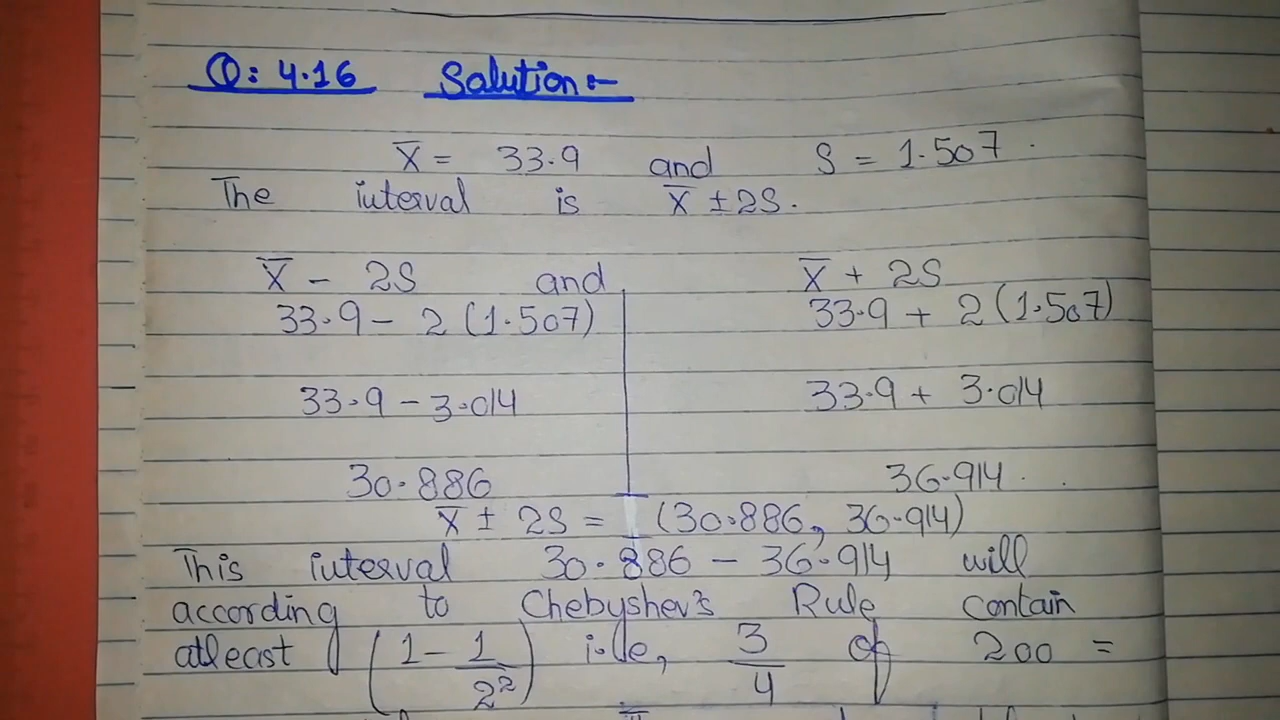 Q: 4.16 Salution:-
X̄ = 33.9 and S = 1.507.
The interval is X̄ ± 2S.
X̄ - 2S and X̄ + 2S
33.9 - 2 (1.507) 33.9 + 2 (1.507)
33.9 - 3.014 33.9 + 3.014
30.886 36.914.
X̄ ± 2S = (30.886, 36.914)
This interval 30.886 - 36.914 will
according to Chebyshev's Rule contain
atleast (1 - 1/2²) i.e, 3/4 of 200 =